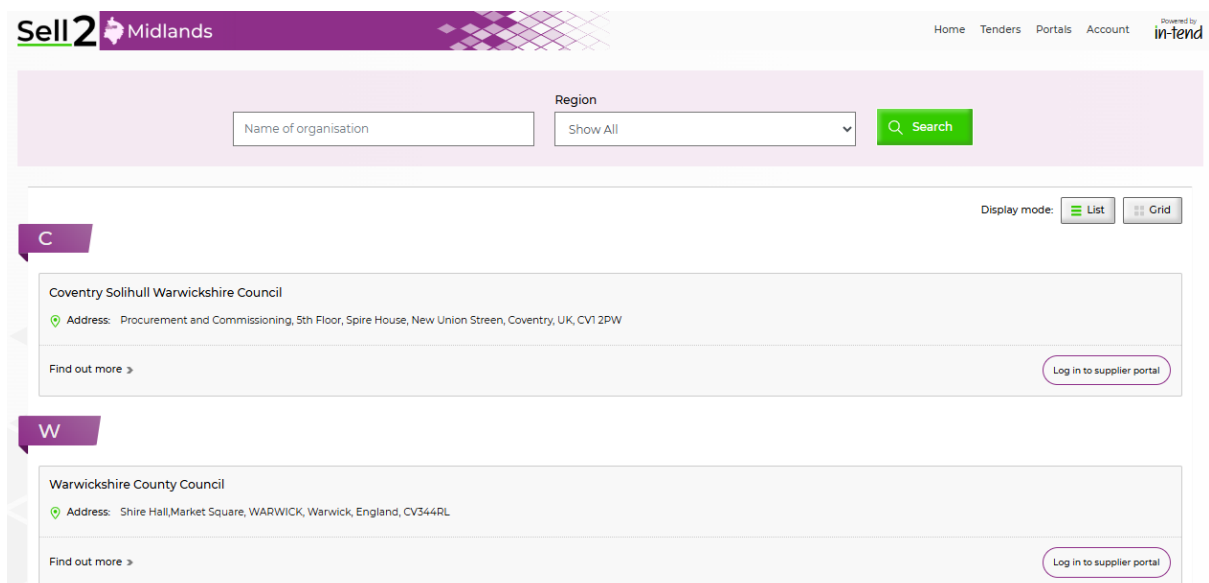 Sell2 Midlands
Home Tenders Portals Account
Powered by
in-tend
Region
Name of organisation
Show All
Search
Display mode: List Grid
C
Coventry Solihull Warwickshire Council
Address: Procurement and Commissioning, 5th Floor, Spire House, New Union Streen, Coventry, UK, CV1 2PW
Find out more »
Log in to supplier portal
W
Warwickshire County Council
Address: Shire Hall,Market Square, WARWICK, Warwick, England, CV344RL
Find out more »
Log in to supplier portal